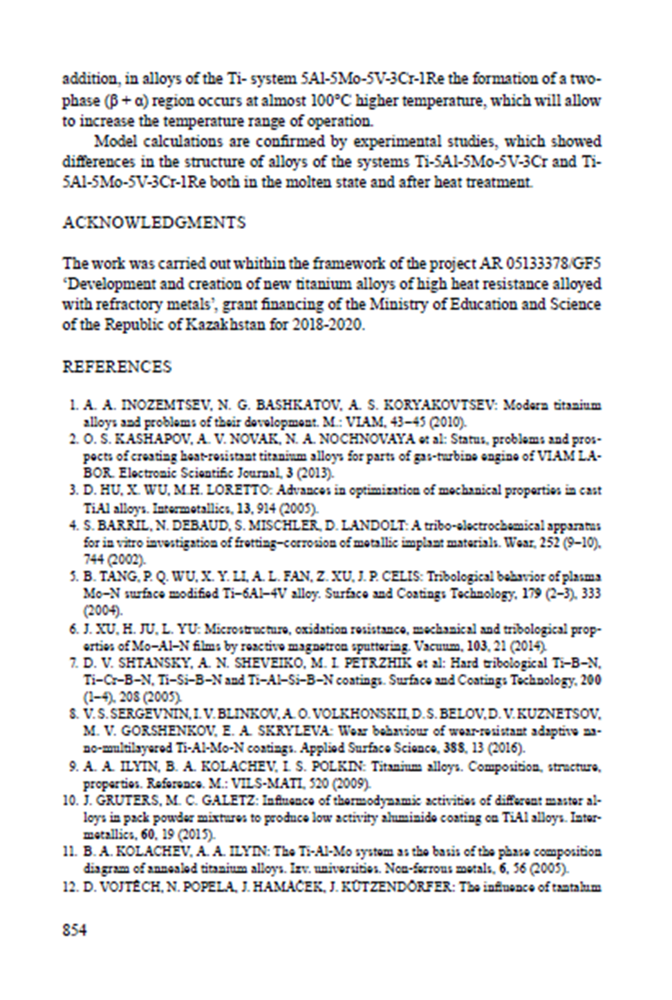 addition, in alloys of the Ti- system 5Al-5Mo-5V-3Cr-1Re the formation of a two-
phase (β + α) region occurs at almost 100°C higher temperature, which will allow
to increase the temperature range of operation.
Model calculations are confirmed by experimental studies, which showed
differences in the structure of alloys of the systems Ti-5Al-5Mo-5V-3Cr and Ti-
5Al-5Mo-5V-3Cr-1Re both in the molten state and after heat treatment.
ACKNOWLEDGMENTS
The work was carried out whithin the framework of the project AR 05133378/GF5
‘Development and creation of new titanium alloys of high heat resistance alloyed
with refractory metals’, grant financing of the Ministry of Education and Science
of the Republic of Kazakhstan for 2018-2020.
REFERENCES
1. A. A. INOZEMTSEV, N. G. BASHKATOV, A. S. KORYAKOVTSEV: Modern titanium
alloys and problems of their development. M.: VIAM, 43–45 (2010).
2. O. S. KASHAPOV, A. V. NOVAK, N. A. NOCHNOVAYA et al: Status, problems and pros-
pects of creating heat-resistant titanium alloys for parts of gas-turbine engine of VIAM LA-
BOR. Electronic Scientific Journal, 3 (2013).
3. D. HU, X. WU, M.H. LORETTO: Advances in optimization of mechanical properties in cast
TiAl alloys. Intermetallics, 13, 914 (2005).
4. S. BARRIL, N. DEBAUD, S. MISCHLER, D. LANDOLT: A tribo-electrochemical apparatus
for in vitro investigation of fretting–corrosion of metallic implant materials. Wear, 252 (9–10),
744 (2002).
5. B. TANG, P. Q. WU, X. Y. LI, A. L. FAN, Z. XU, J. P. CELIS: Tribological behavior of plasma
Mo–N surface modified Ti–6Al–4V alloy. Surface and Coatings Technology, 179 (2–3), 333
(2004).
6. J. XU, H. JU, L. YU: Microstructure, oxidation resistance, mechanical and tribological prop-
erties of Mo–Al–N films by reactive magnetron sputtering. Vacuum, 103, 21 (2014).
7. D. V. SHTANSKY, A. N. SHEVEIKO, M. I. PETRZHIK et al: Hard tribological Ti–B–N,
Ti–Cr–B–N, Ti–Si–B–N and Ti–Al–Si–B–N coatings. Surface and Coatings Technology, 200
(1–4), 208 (2005).
8. V. S. SERGEVNIN, I. V. BLINKOV, A. O. VOLKHONSKII, D. S. BELOV, D. V. KUZNETSOV,
M. V. GORSHENKOV, E. A. SKRYLEVA: Wear behaviour of wear-resistant adaptive na-
no-multilayered Ti-Al-Mo-N coatings. Applied Surface Science, 388, 13 (2016).
9. A. A. ILYIN, B. A. KOLACHEV, I. S. POLKIN: Titanium alloys. Composition, structure,
properties. Reference. M.: VILS-MATI, 520 (2009).
10. J. GRUTERS, M. C. GALETZ: Influence of thermodynamic activities of different master al-
loys in pack powder mixtures to produce low activity aluminide coating on TiAl alloys. Inter-
metallics, 60, 19 (2015).
11. B. A. KOLACHEV, A. A. ILYIN: The Ti-Al-Mo system as the basis of the phase composition
diagram of annealed titanium alloys. Izv. universities. Non-ferrous metals, 6, 56 (2005).
12. D. VOJTĚCH, N. POPELA, J. HAMÁČEK, J. KÜTZENDÖRFER: The influence of tantalum
854